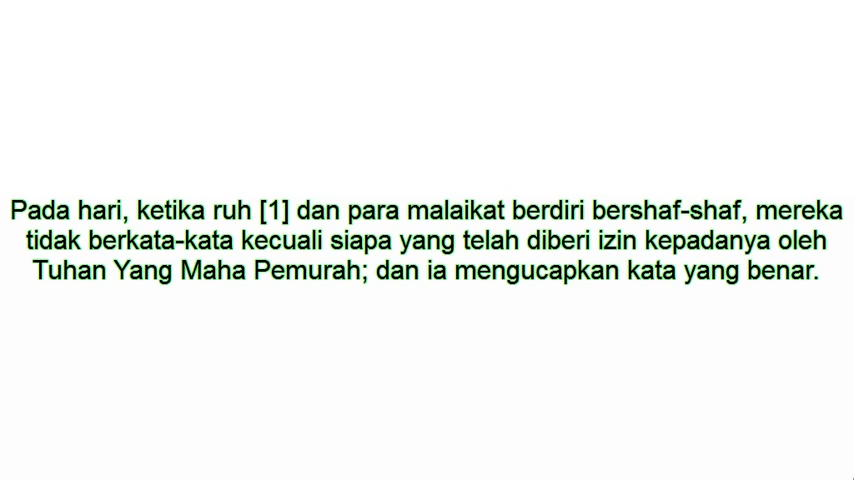 Pada hari, ketika ruh [1] dan para malaikat berdiri bershaf-shaf, mereka
tidak berkata-kata kecuali siapa yang telah diberi izin kepadanya oleh
Tuhan Yang Maha Pemurah; dan ia mengucapkan kata yang benar.